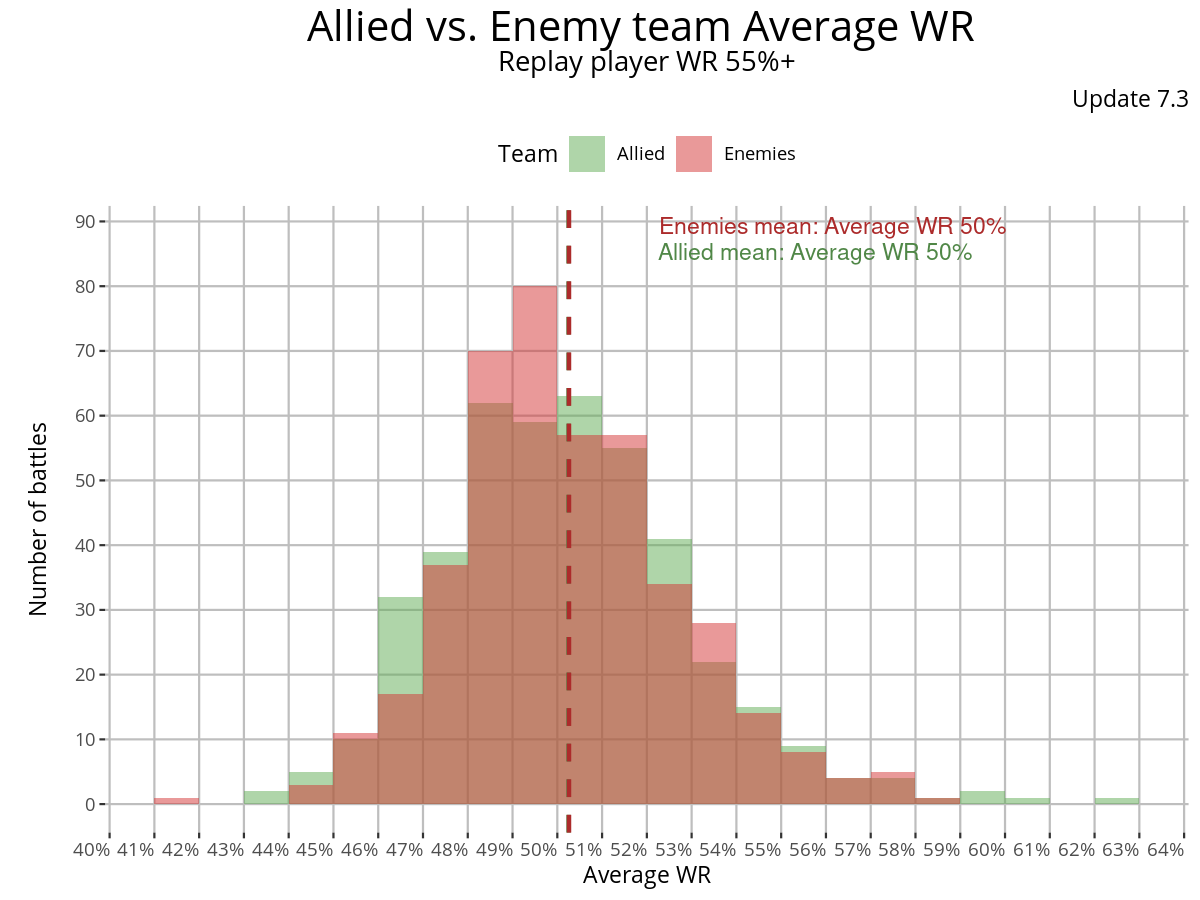 Allied vs. Enemy team Average WR
Replay player WR 55%+
Update 7.3
Team Allied Enemies
Enemies mean: Average WR 50%
Allied mean: Average WR 50%
90
80
70
60
50
40
30
20
10
0
Number of battles
40% 41% 42% 43% 44% 45% 46% 47% 48% 49% 50% 51% 52% 53% 54% 55% 56% 57% 58% 59% 60% 61% 62% 63% 64%
Average WR